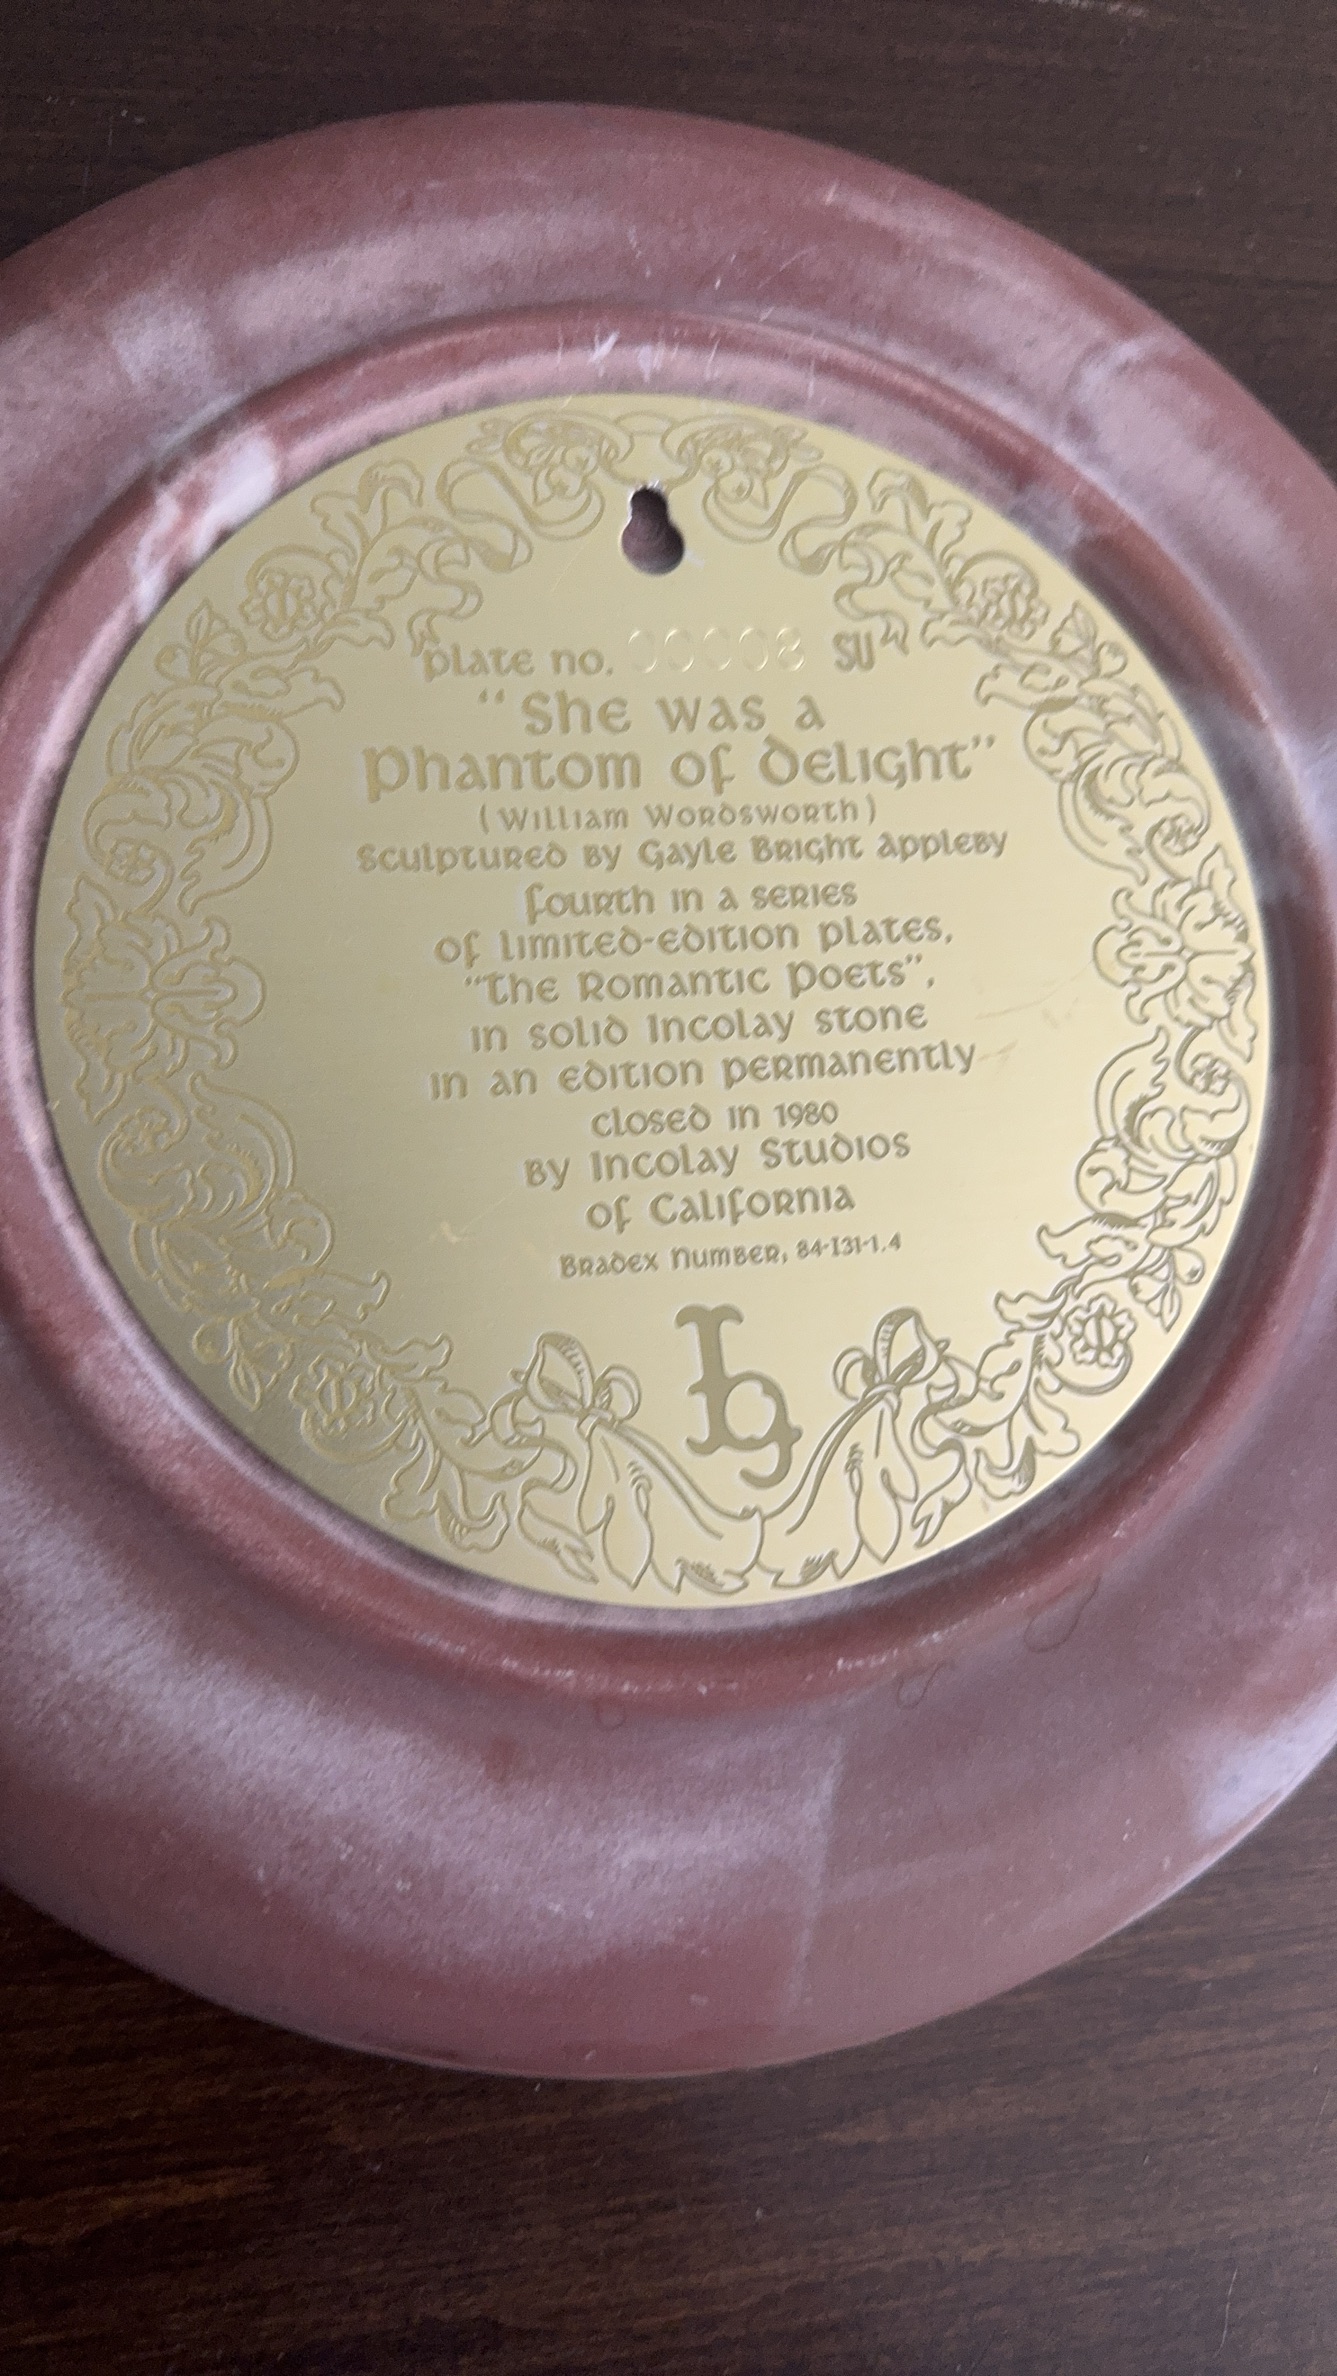 Plate no. 00008 SU
"She was a
Phantom of Delight"
(William Wordsworth)
Sculptured by Gayle Bright Appleby
Fourth in a series
of limited-edition plates,
"The Romantic Poets",
in solid Incolay stone
in an edition permanently
closed in 1980
By Incolay Studios
of California
Bradex Number, 84-I31-1.4